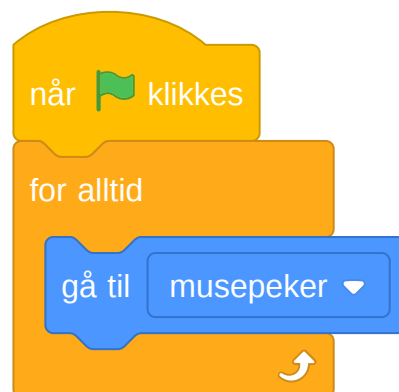 når klikkes
for alltid
gå til musepeker